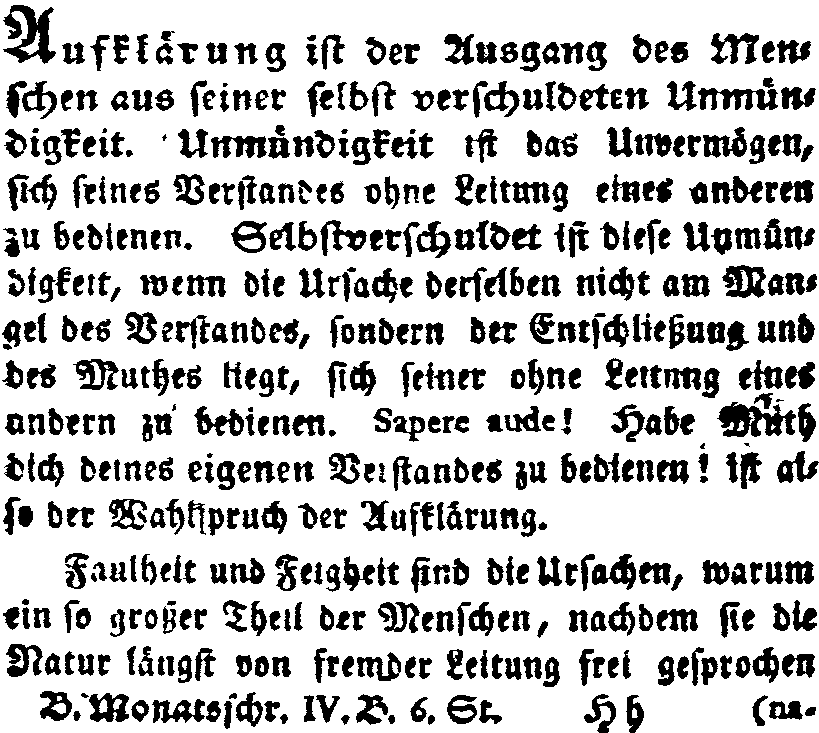 Aufklärung ist der Ausgang des Men-
schen aus seiner selbst verschuldeten Unmün-
digkeit. Unmündigkeit ist das Unvermögen,
sich seines Verstandes ohne Leitung eines anderen
zu bedienen. Selbstverschuldet ist diese Unmün-
digkeit, wenn die Ursache derselben nicht am Man-
gel des Verstandes, sondern der Entschließung und
des Muthes liegt, sich seiner ohne Leitung eines
andern zu bedienen. Sapere aude! Habe Muth
dich deines eigenen Verstandes zu bedienen! ist al-
so der Wahlspruch der Aufklärung.
Faulheit und Feigheit sind die Ursachen, warum
ein so großer Theil der Menschen, nachdem sie die
Natur längst von fremder Leitung frei gesprochen
B. Monatsschr. IV. B. 6. St. H h (na-